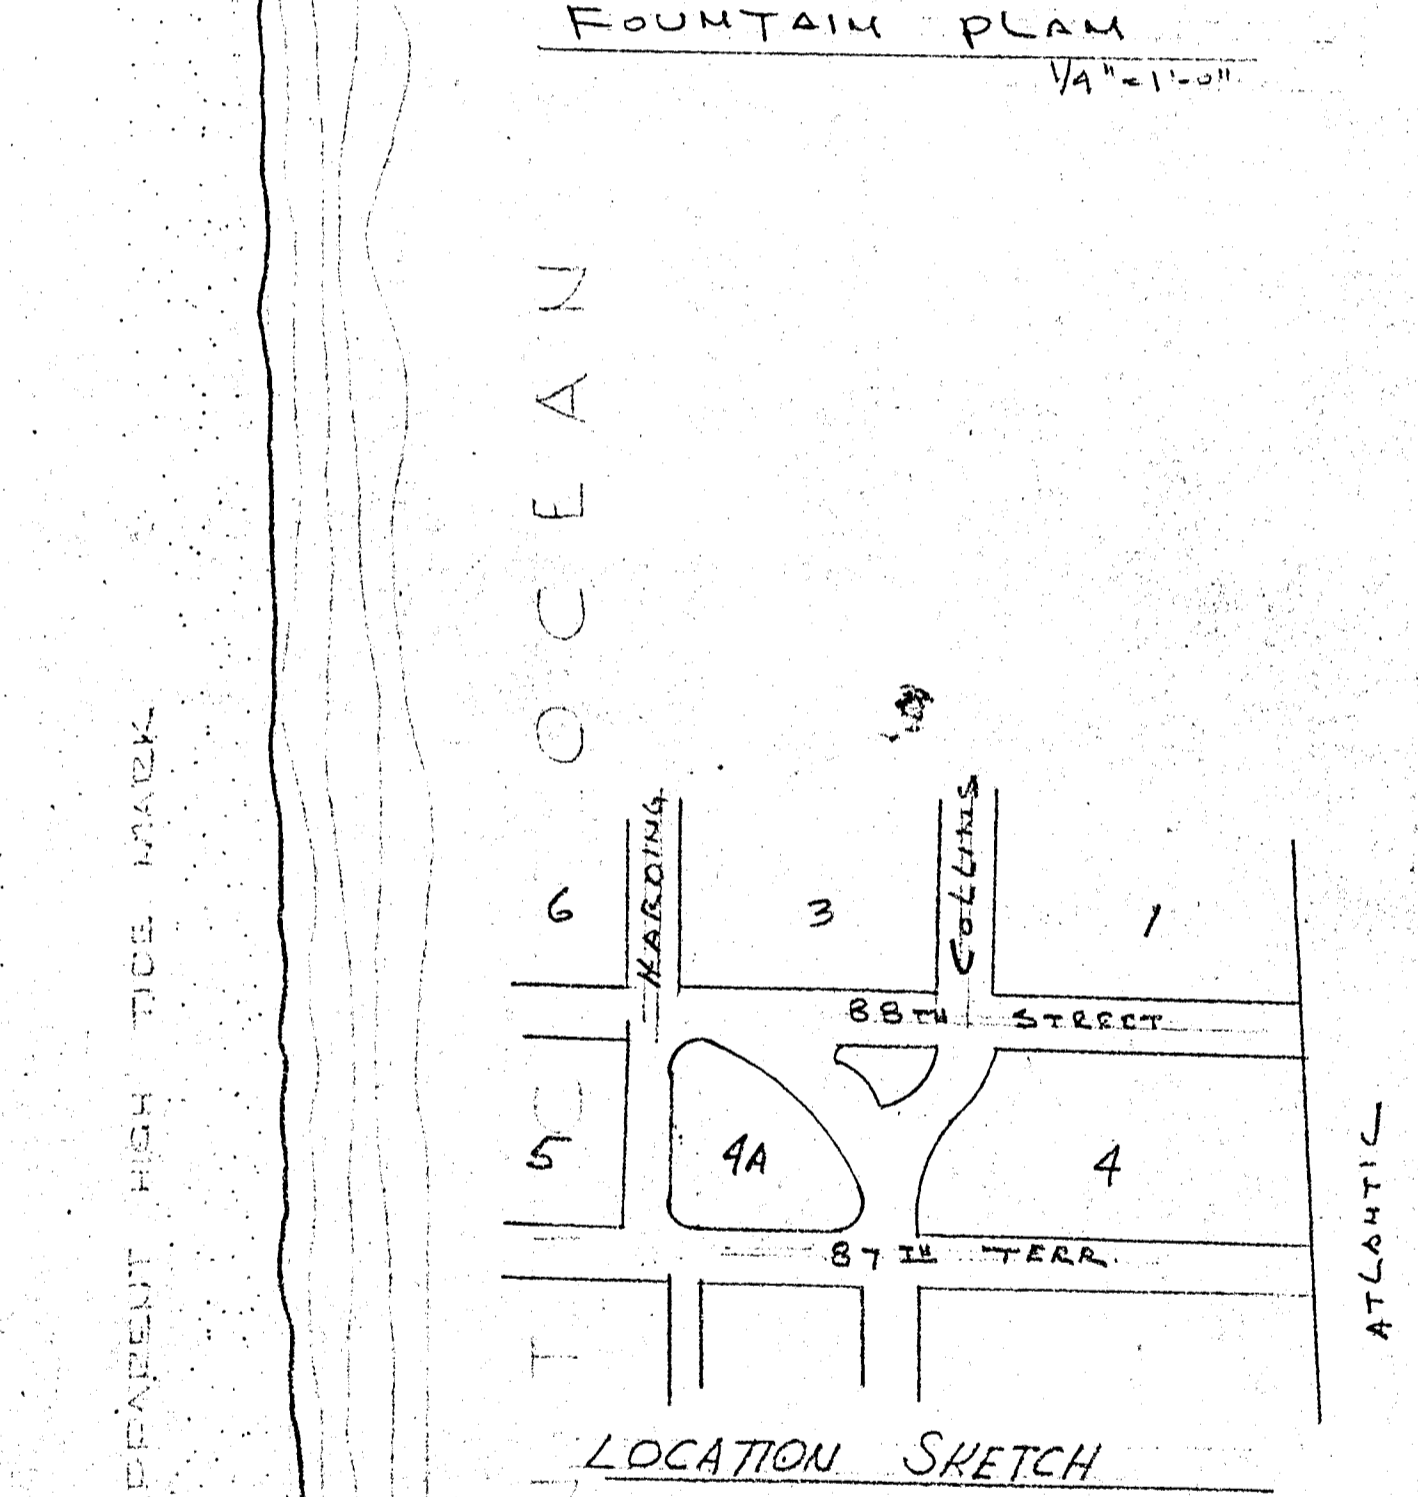 FOUNTAIN PLAN
1/4" = 1'-0"
OCEAN
HIGH TIDE MARK
HARDING
COLLINS
6
3
1
88TH STREET
5
4A
4
87TH TERR.
ATLANTIC
LOCATION SKETCH